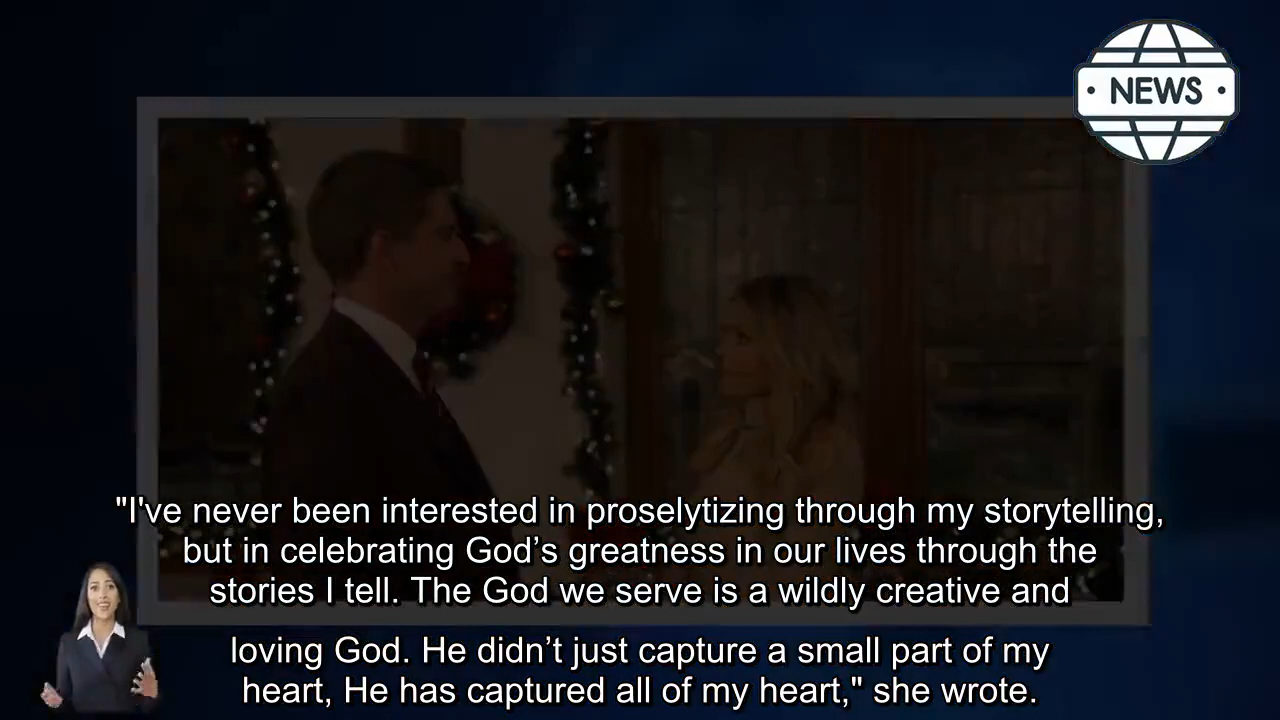 NEWS
"I've never been interested in proselytizing through my storytelling,
but in celebrating God’s greatness in our lives through the
stories I tell. The God we serve is a wildly creative and
loving God. He didn’t just capture a small part of my
heart, He has captured all of my heart," she wrote.